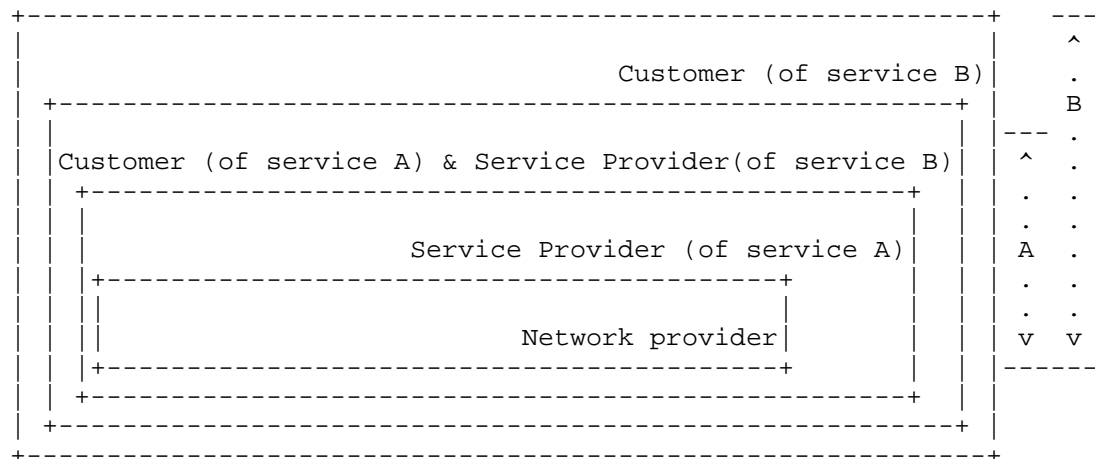 Customer (of service B)
B
Customer (of service A) & Service Provider(of service B)
Service Provider (of service A)
A
Network provider
v v